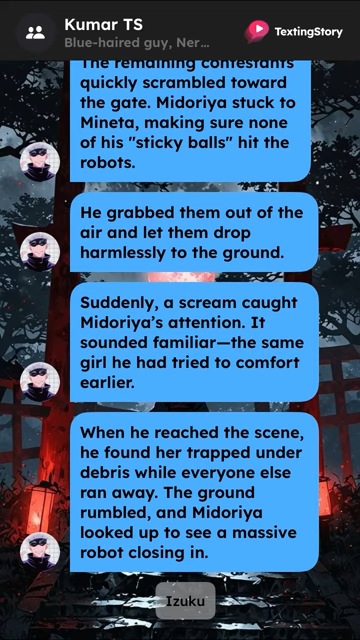 Kumar TS
Blue-haired guy, Ner...
TextingStory
The remaining contestants
quickly scrambled toward
the gate. Midoriya stuck to
Mineta, making sure none
of his "sticky balls" hit the
robots.
He grabbed them out of the
air and let them drop
harmlessly to the ground.
Suddenly, a scream caught
Midoriya’s attention. It
sounded familiar—the same
girl he had tried to comfort
earlier.
When he reached the scene,
he found her trapped under
debris while everyone else
ran away. The ground
rumbled, and Midoriya
looked up to see a massive
robot closing in.
Izuku